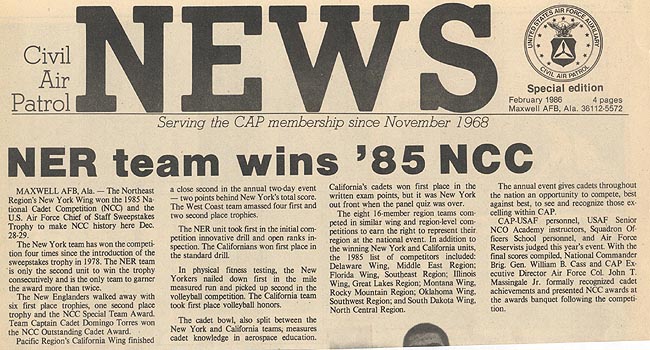 Civil
Air
Patrol
NEWS
UNITED STATES AIR FORCE AUXILIARY
CIVIL AIR PATROL
Special edition
February 1986 4 pages
Maxwell AFB, Ala. 36112-5572
Serving the CAP membership since November 1968
NER team wins ’85 NCC
MAXWELL AFB, Ala. — The Northeast
Region's New York Wing won the 1985 Na-
tional Cadet Competition (NCC) and the
U.S. Air Force Chief of Staff Sweepstakes
Trophy to make NCC history here Dec.
28-29.
The New York team has won the competi-
tion four times since the introduction of the
sweepstakes trophy in 1978. The NER team
is only the second unit to win the trophy
consecutively and is the only team to garner
the award more than twice.
The New Englanders walked away with
six first place trophies, one second place
trophy and the NCC Special Team Award.
Team Captain Cadet Domingo Torres won
the NCC Outstanding Cadet Award.
Pacific Region's California Wing finished
a close second in the annual two-day event
— two points behind New York's total score.
The West Coast team amassed four first and
two second place trophies.
The NER unit took first in the initial com-
petition innovative drill and open ranks in-
spection. The Californians won first place in
the standard drill.
In physical fitness testing, the New
Yorkers nailed down first in the mile
measured run and picked up second in the
volleyball competition. The California team
took first place volleyball honors.
The cadet bowl, also split between the
New York and California teams; measures
cadet knowledge in aerospace education.
California's cadets won first place in the
written exam points, but it was New York
out front when the panel quiz was over.
The eight 16-member region teams com-
peted in similar wing and region-level com-
petitions to earn the right to represent their
region at the national event. In addition to
the winning New York and California units,
the 1985 list of competitors included:
Delaware Wing, Middle East Region;
Florida Wing, Southeast Region; Illinois
Wing, Great Lakes Region; Montana Wing,
Rocky Mountain Region; Oklahoma Wing,
Southwest Region; and South Dakota Wing,
North Central Region.
The annual event gives cadets throughout
the nation an opportunity to compete, best
against best, to see and recognize those ex-
celling within CAP.
CAP-USAF personnel, USAF Senior
NCO Academy instructors, Squadron Of-
ficers School personnel, and Air Force
Reservists judged this year's event. With the
final scores compiled, National Commander
Brig. Gen. William B. Cass and CAP Ex-
ecutive Director Air Force Col. John T.
Massingale Jr. formally recognized cadet
achievements and presented NCC awards at
the awards banquet following the competi-
tion.